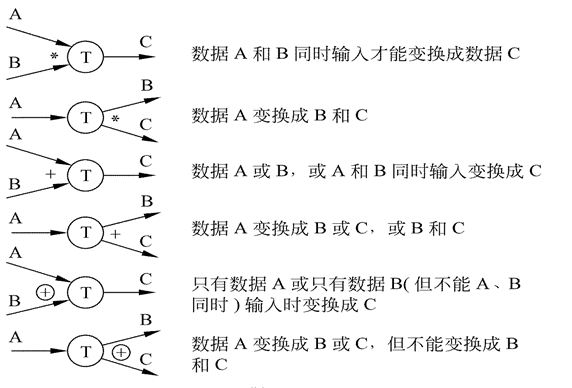 A
B
*
T
C
数据 A 和 B 同时输入才能变换成数据 C
A
T
*
B
C
数据 A 变换成 B 和 C
A
B
+
T
C
数据 A 或 B，或 A 和 B 同时输入变换成 C
A
T
+
B
C
数据 A 变换成 B 或 C，或 B 和 C
A
B
⊕
T
C
只有数据 A 或只有数据 B(但不能 A、B
同时)输入时变换成 C
A
T
⊕
B
C
数据 A 变换成 B 或 C，但不能变换成 B
和 C